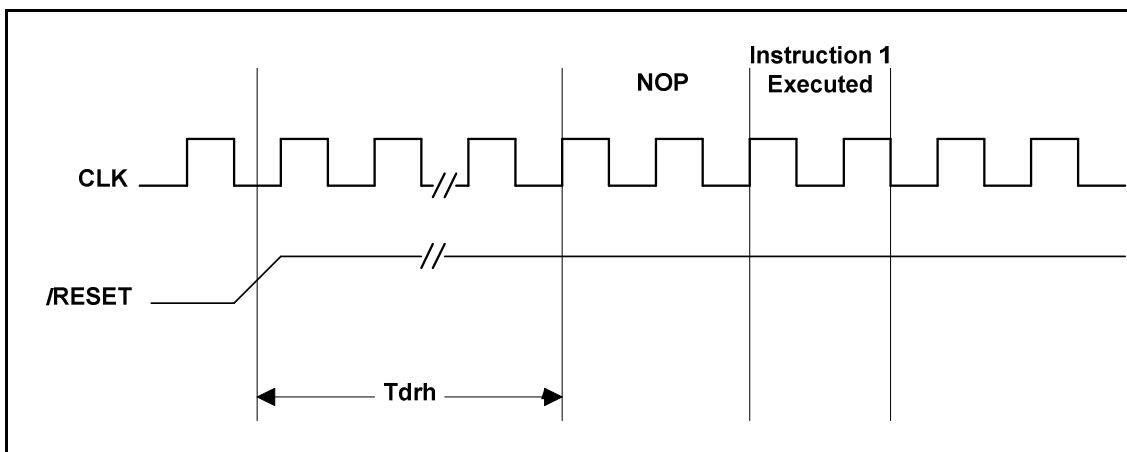 Instruction 1
Executed
NOP
CLK
/RESET
Tdrh